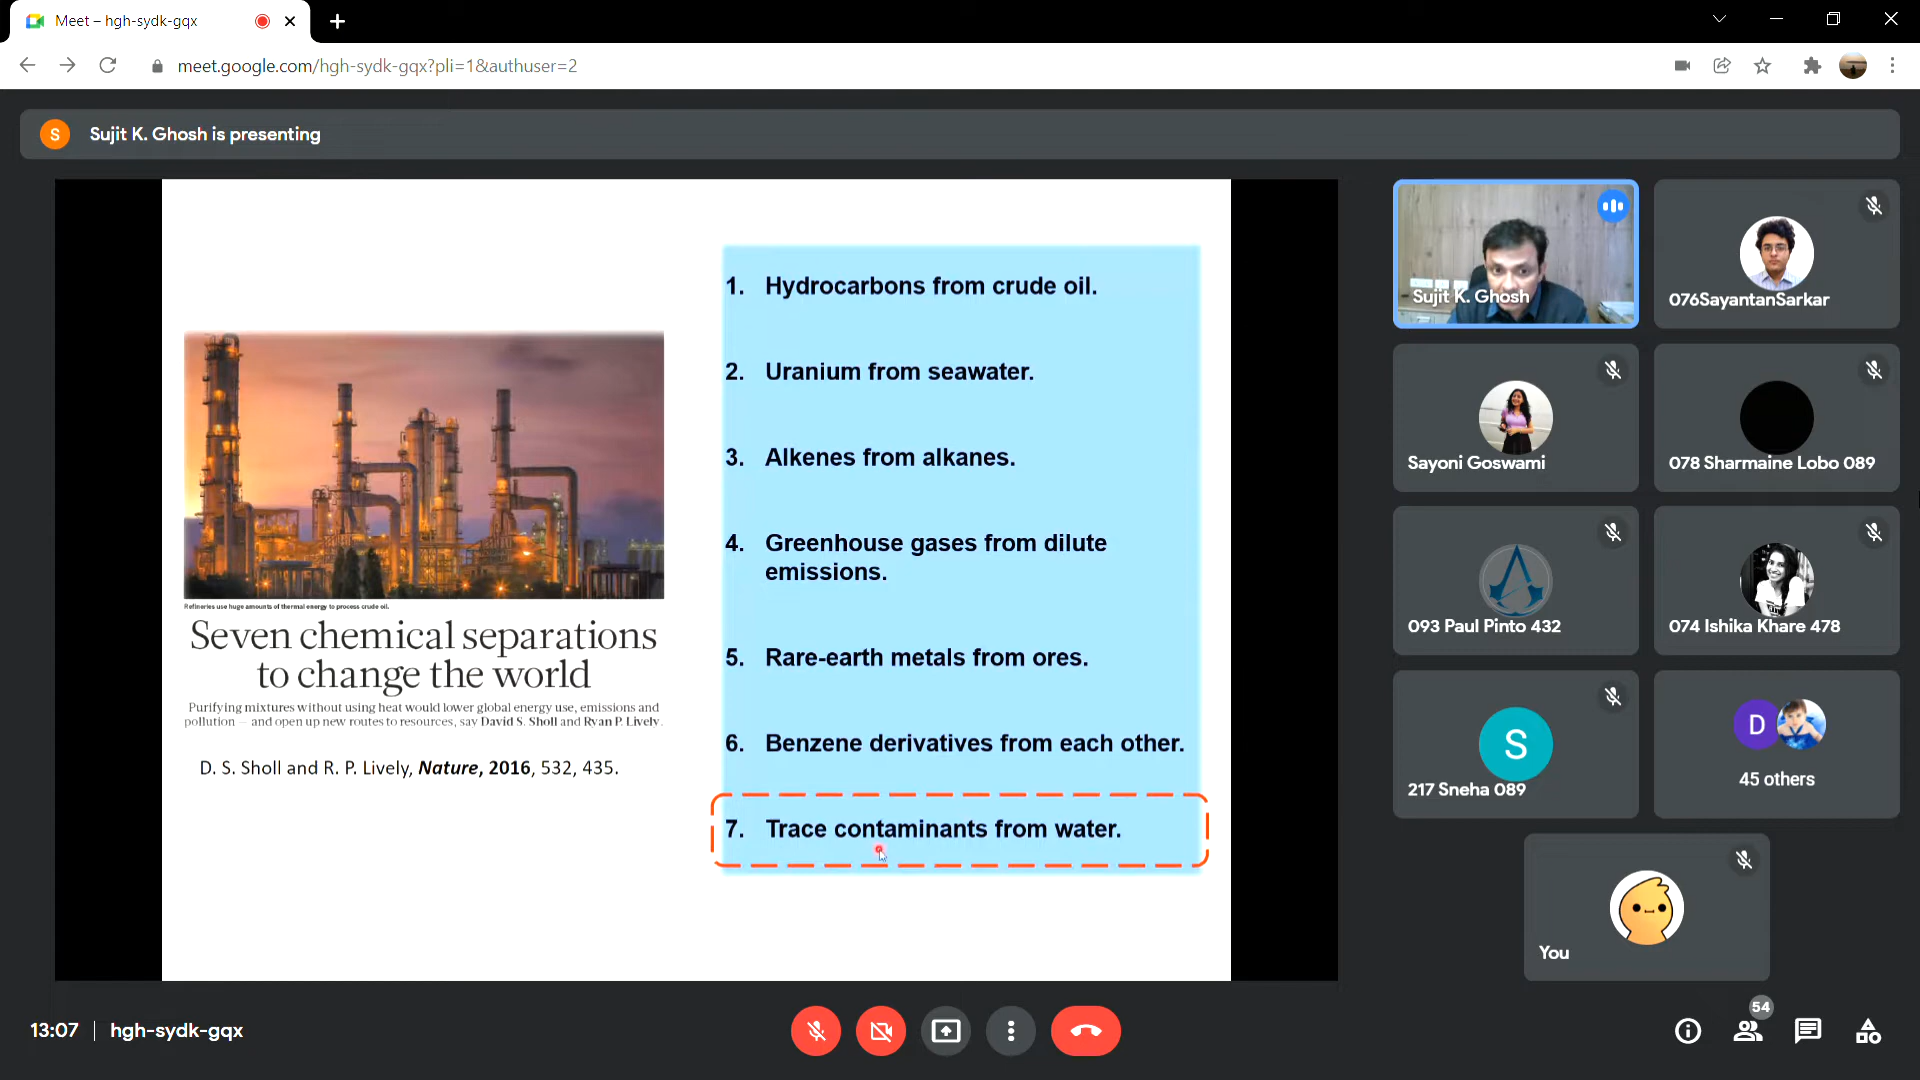 Meet – hgh-sydk-gqx
meet.google.com/hgh-sydk-gqx?pli=1&authuser=2
S
Sujit K. Ghosh is presenting
Refineries use huge amounts of thermal energy to process crude oil.
Seven chemical separations
to change the world
Purifying mixtures without using heat would lower global energy use, emissions and
pollution — and open up new routes to resources, say David S. Sholl and Ryan P. Lively.
D. S. Sholl and R. P. Lively, Nature, 2016, 532, 435.
1. Hydrocarbons from crude oil.
2. Uranium from seawater.
3. Alkenes from alkanes.
4. Greenhouse gases from dilute
emissions.
5. Rare-earth metals from ores.
6. Benzene derivatives from each other.
7. Trace contaminants from water.
Sujit K. Ghosh
076SayantanSarkar
Sayoni Goswami
078 Sharmaine Lobo 089
093 Paul Pinto 432
074 Ishika Khare 478
S
217 Sneha 089
D
45 others
You
13:07 | hgh-sydk-gqx
54